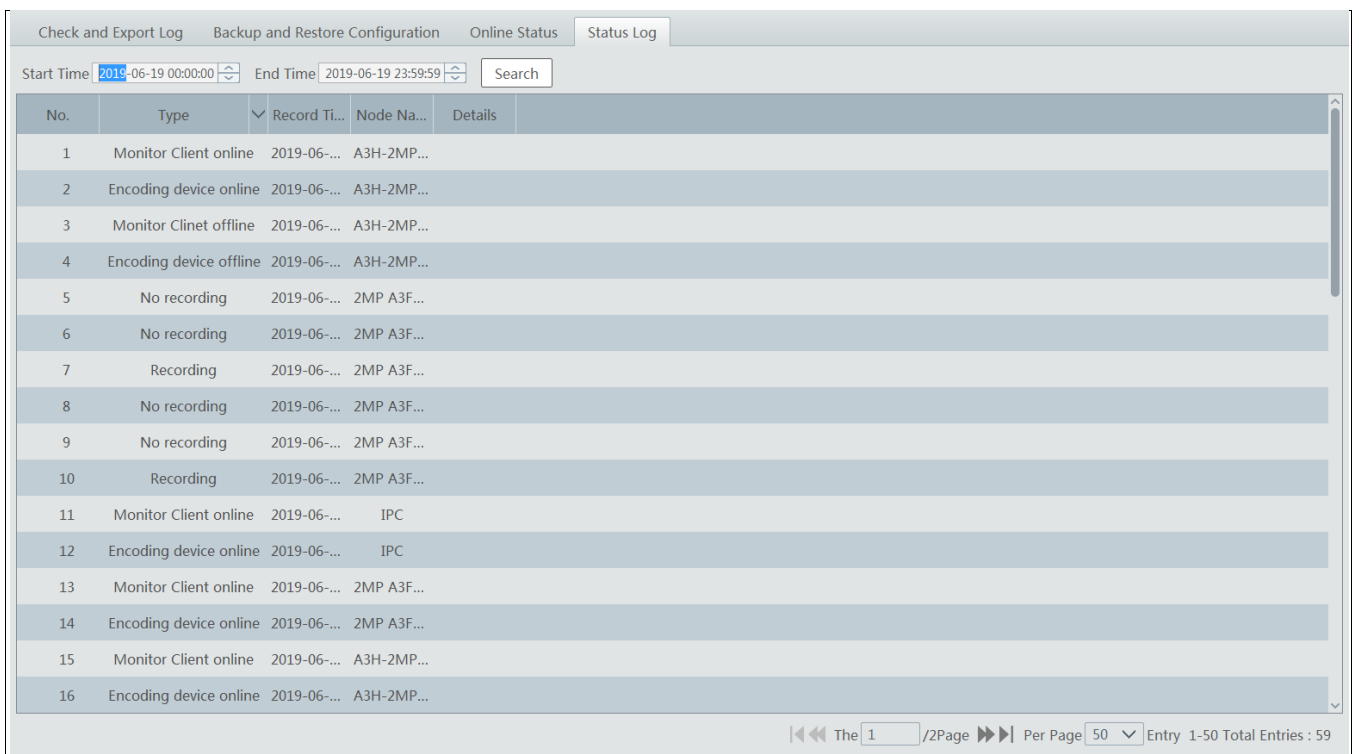 Check and Export Log Backup and Restore Configuration Online Status Status Log
Start Time 2019-06-19 00:00:00 End Time 2019-06-19 23:59:59 Search
No. Type Record Ti... Node Na... Details
1 Monitor Client online 2019-06-... A3H-2MP...
2 Encoding device online 2019-06-... A3H-2MP...
3 Monitor Clinet offline 2019-06-... A3H-2MP...
4 Encoding device offline 2019-06-... A3H-2MP...
5 No recording 2019-06-... 2MP A3F...
6 No recording 2019-06-... 2MP A3F...
7 Recording 2019-06-... 2MP A3F...
8 No recording 2019-06-... 2MP A3F...
9 No recording 2019-06-... 2MP A3F...
10 Recording 2019-06-... 2MP A3F...
11 Monitor Client online 2019-06-... IPC
12 Encoding device online 2019-06-... IPC
13 Monitor Client online 2019-06-... 2MP A3F...
14 Encoding device online 2019-06-... 2MP A3F...
15 Monitor Client online 2019-06-... A3H-2MP...
16 Encoding device online 2019-06-... A3H-2MP...
The 1 /2Page Per Page 50 Entry 1-50 Total Entries : 59